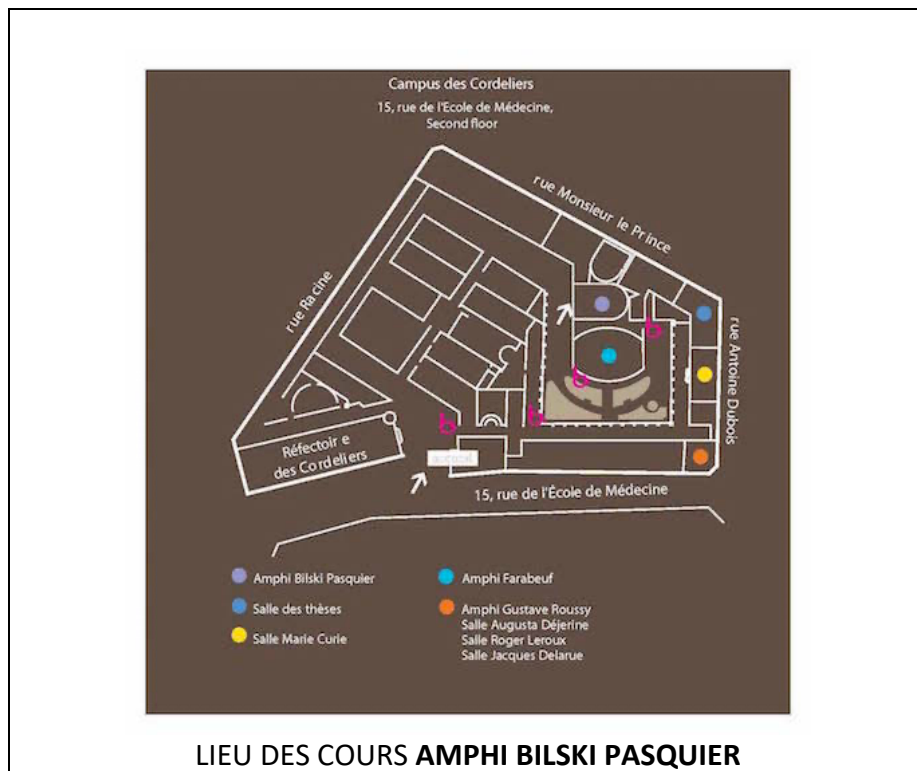 Campus des Cordeliers
15, rue de l'Ecole de Médecine,
Second floor
rue Monsieur le Prince
rue Racine
rue Antoine Dubois
Réfectoir e
des Cordeliers
accueil
15, rue de l'École de Médecine
Amphi Bilski Pasquier
Salle des thèses
Salle Marie Curie
Amphi Farabeuf
Amphi Gustave Roussy
Salle Augusta Déjerine
Salle Roger Leroux
Salle Jacques Delarue
LIEU DES COURS AMPHI BILSKI PASQUIER